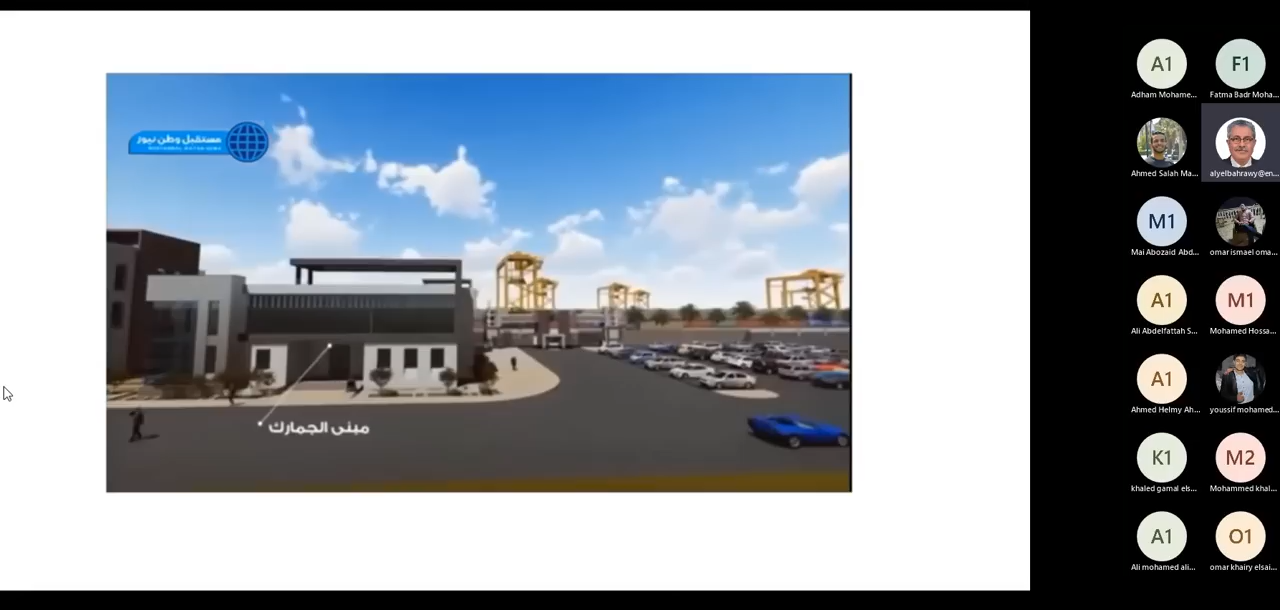 مستقبل وطن نيوز
مبنى الجمارك
A1
Adham Mohame...
F1
Fatma Badr Moha...
Ahmed Salah Ma...
alyelbahrawy@en...
M1
Mai Abozaid Abd...
omar ismael oma...
A1
Ali Abdelfattah S...
M1
Mohamed Hossa...
A1
Ahmed Helmy Ah...
youssif mohamed...
K1
khaled gamal els...
M2
Mohammed khal...
A1
Ali mohamed ali...
O1
omar khairy elsai...